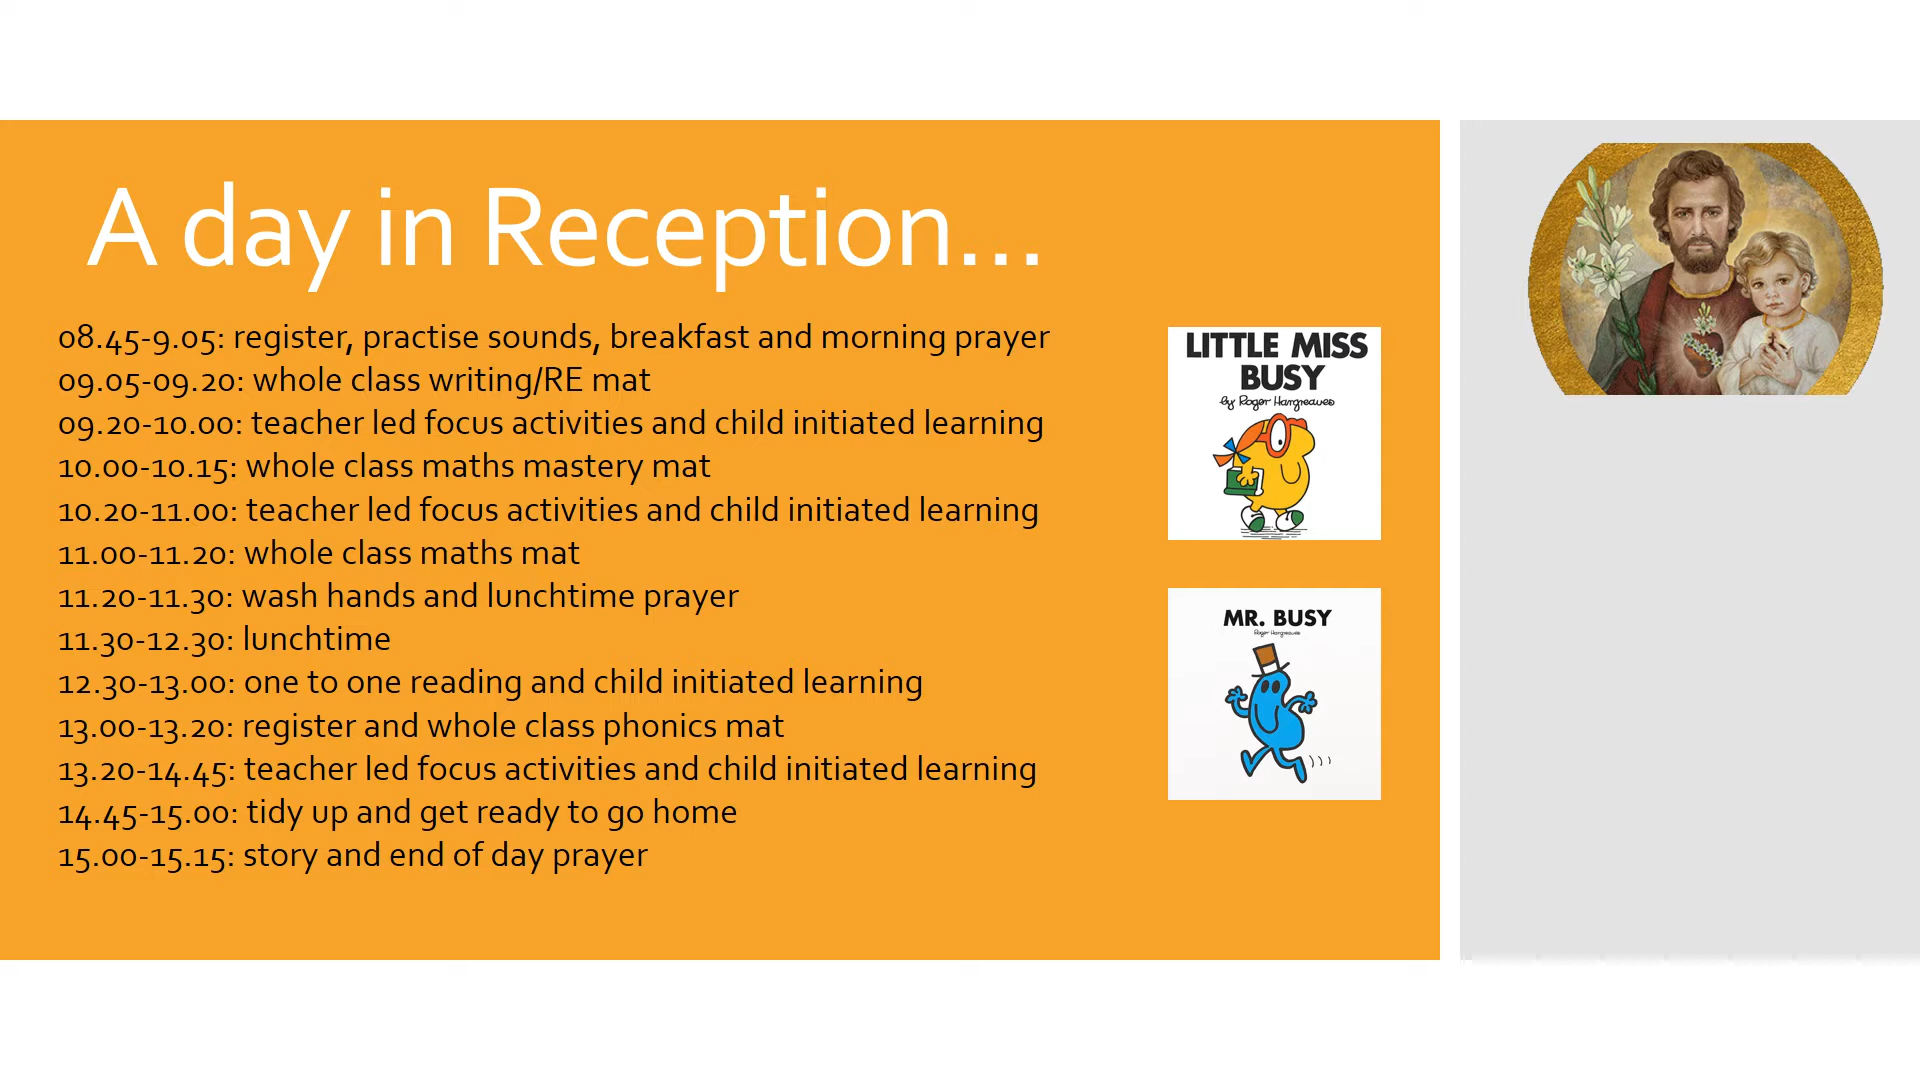 A day in Reception...
08.45-9.05: register, practise sounds, breakfast and morning prayer
09.05-09.20: whole class writing/RE mat
09.20-10.00: teacher led focus activities and child initiated learning
10.00-10.15: whole class maths mastery mat
10.20-11.00: teacher led focus activities and child initiated learning
11.00-11.20: whole class maths mat
11.20-11.30: wash hands and lunchtime prayer
11.30-12.30: lunchtime
12.30-13.00: one to one reading and child initiated learning
13.00-13.20: register and whole class phonics mat
13.20-14.45: teacher led focus activities and child initiated learning
14.45-15.00: tidy up and get ready to go home
15.00-15.15: story and end of day prayer
LITTLE MISS
BUSY
by Roger Hargreaves
MR. BUSY
Roger Hargreaves